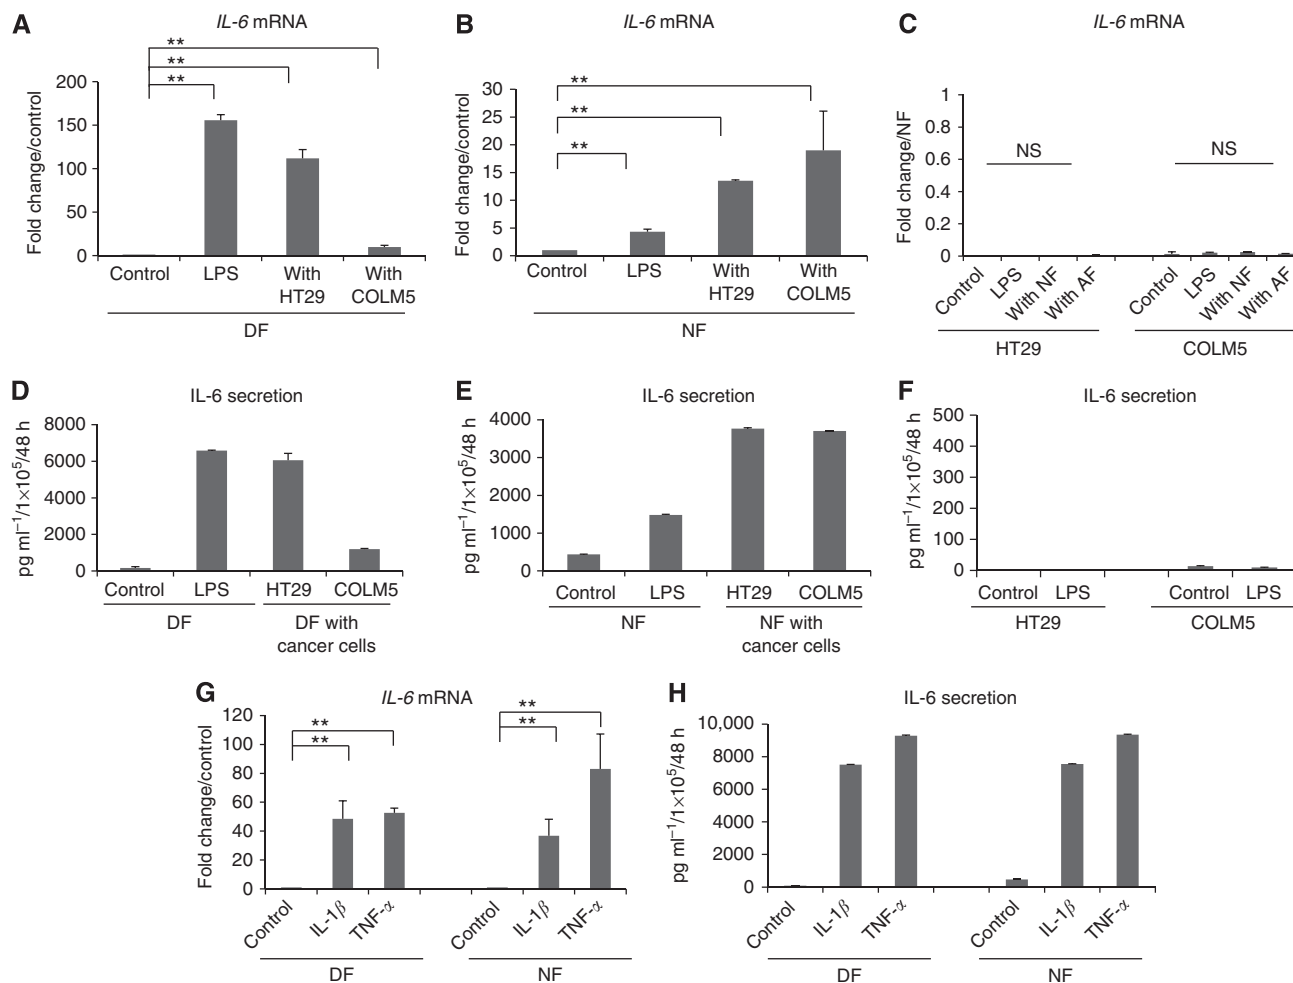 A
IL-6 mRNA
**
**
**
Fold change/control
200
150
100
50
0
Control
LPS
With HT29
With COLM5
DF
B
IL-6 mRNA
**
**
**
Fold change/control
30
25
20
15
10
5
0
Control
LPS
With HT29
With COLM5
NF
C
IL-6 mRNA
Fold change/NF
1
0.8
0.6
0.4
0.2
0
NS
NS
Control
LPS
With NF
With AF
HT29
Control
LPS
With NF
With AF
COLM5
D
IL-6 secretion
pg ml⁻¹/1×10⁵/48 h
8000
6000
4000
2000
0
Control
LPS
HT29
COLM5
DF
DF with
cancer cells
E
IL-6 secretion
pg ml⁻¹/1×10⁵/48 h
4000
3000
2000
1000
0
Control
LPS
HT29
COLM5
NF
NF with
cancer cells
F
IL-6 secretion
pg ml⁻¹/1×10⁵/48 h
500
400
300
200
100
0
Control
LPS
HT29
Control
LPS
COLM5
G
IL-6 mRNA
**
**
**
**
Fold change/control
120
100
80
60
40
20
0
Control
IL-1β
TNF-α
DF
Control
IL-1β
TNF-α
NF
H
IL-6 secretion
pg ml⁻¹/1×10⁵/48 h
10,000
8000
6000
4000
2000
0
Control
IL-1β
TNF-α
DF
Control
IL-1β
TNF-α
NF